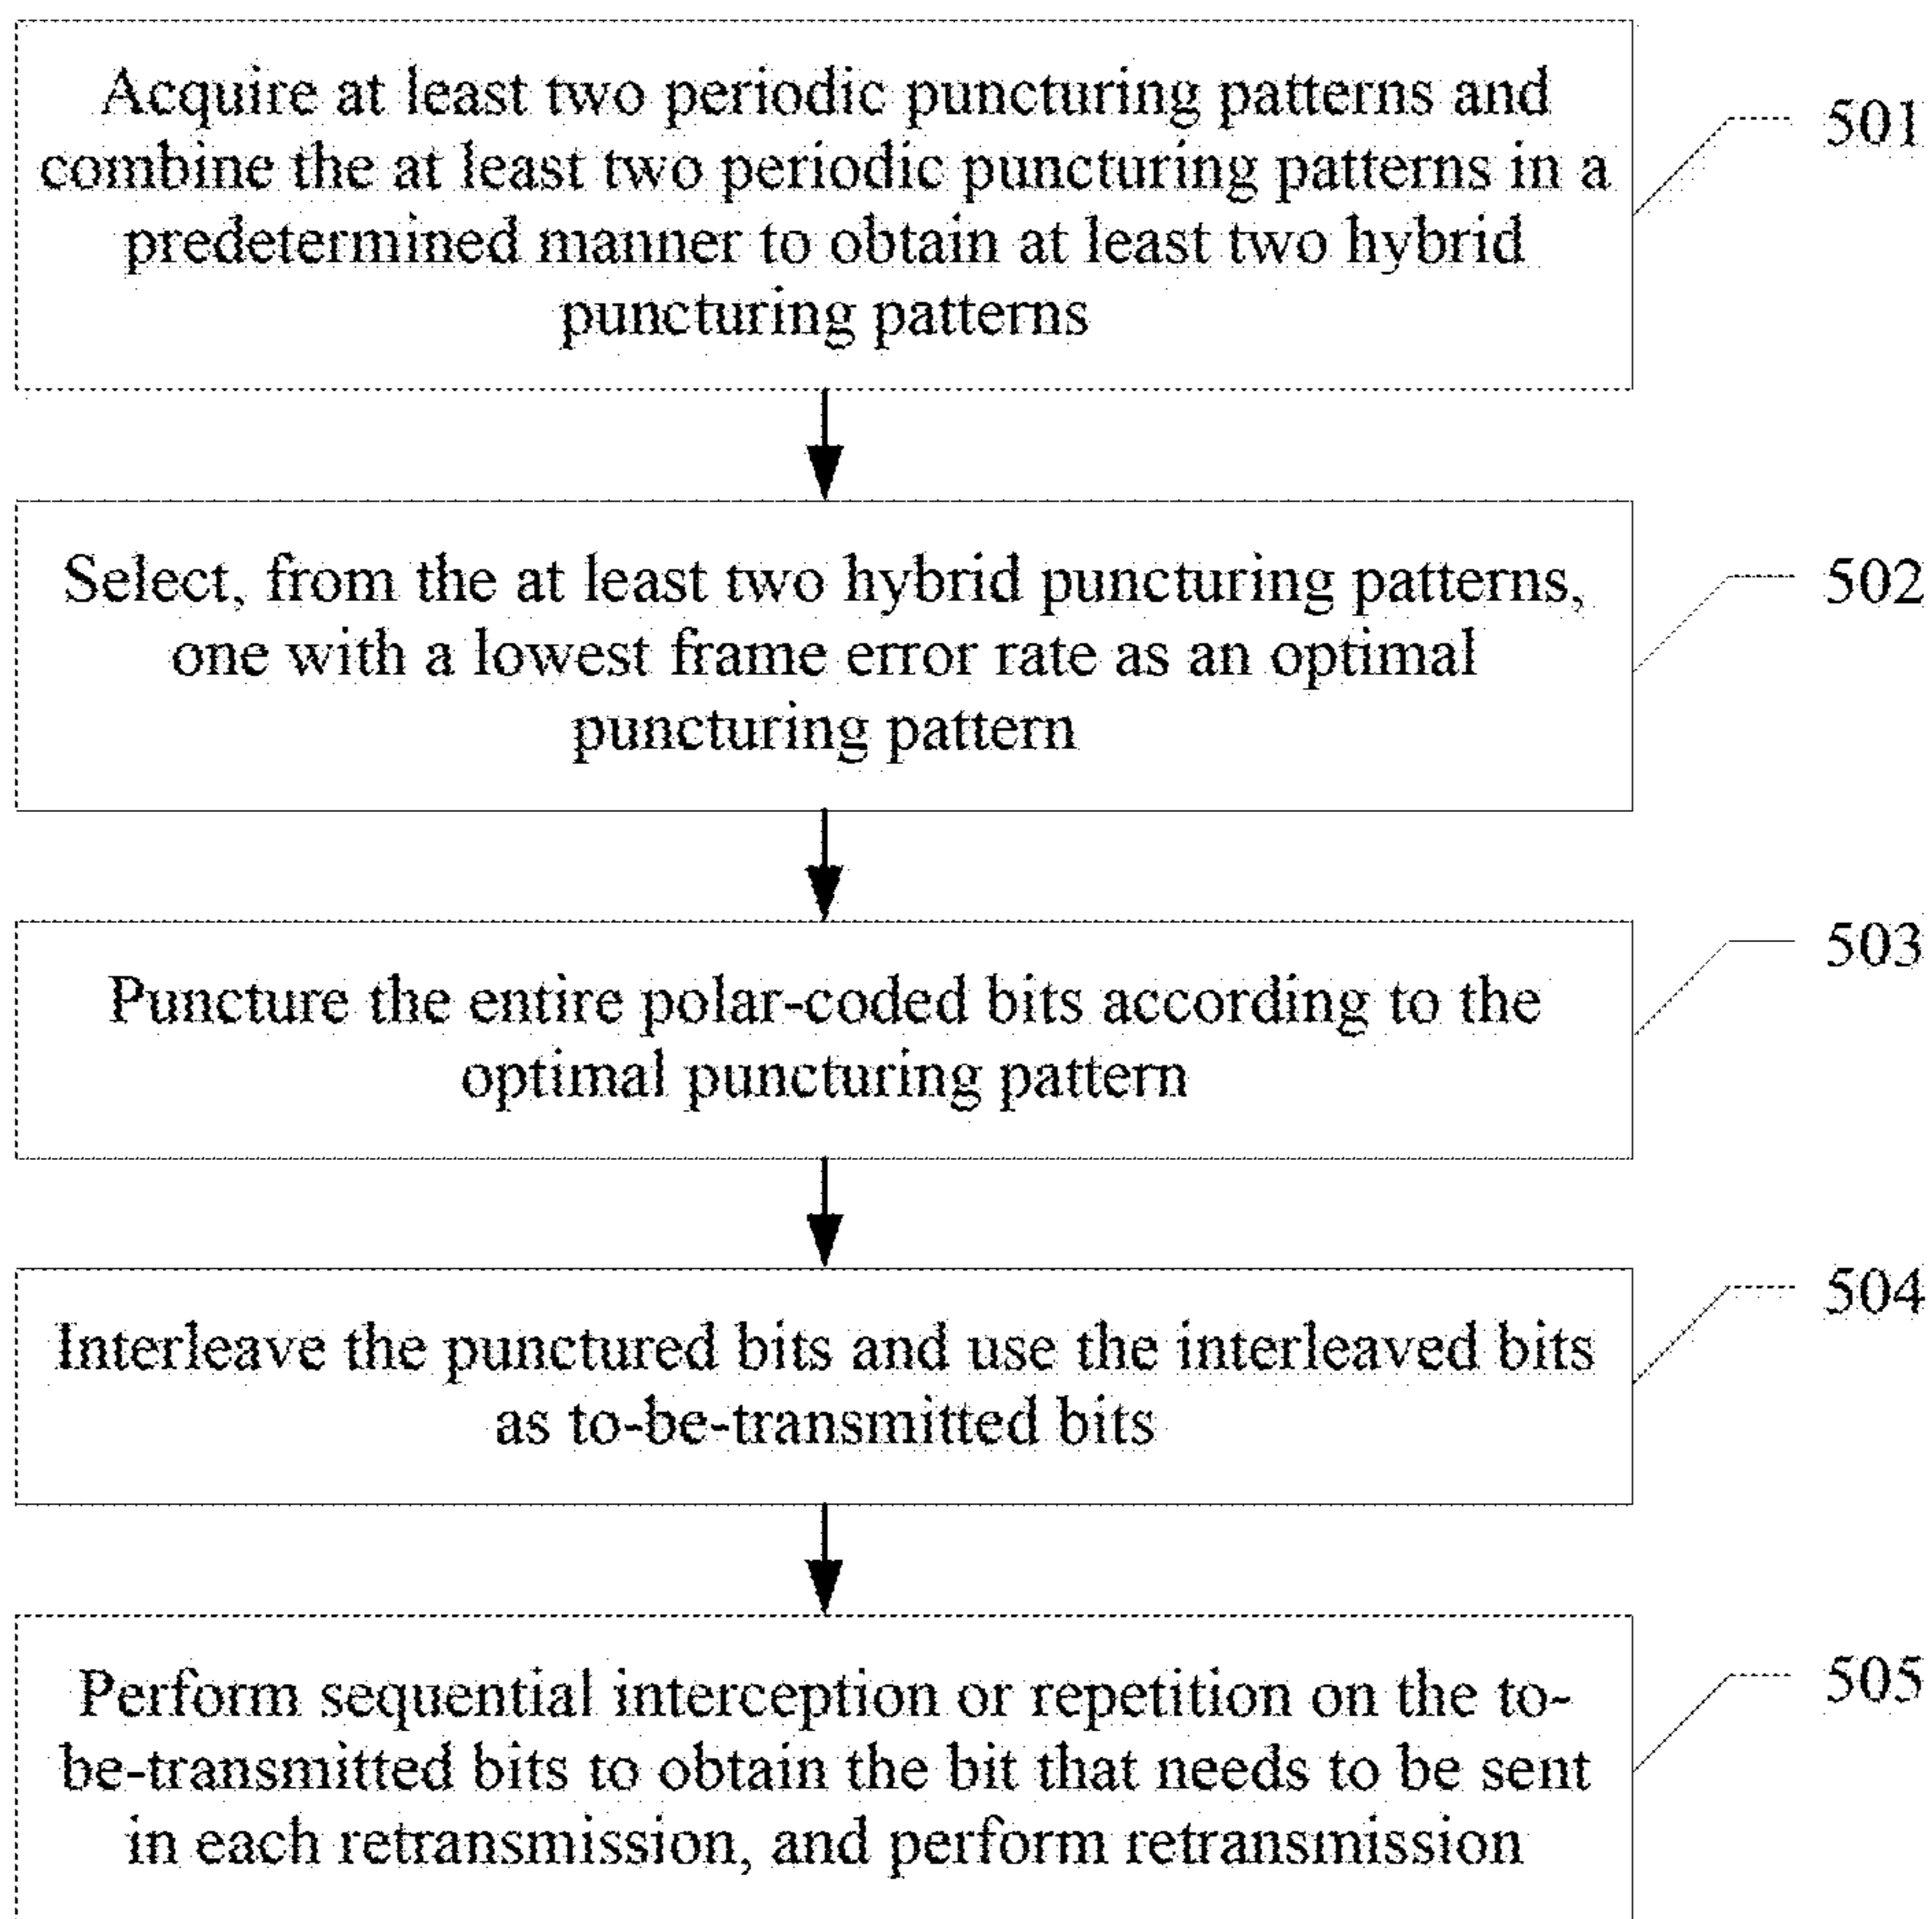 Acquire at least two periodic puncturing patterns and
combine the at least two periodic puncturing patterns in a
predetermined manner to obtain at least two hybrid
puncturing patterns
501
Select, from the at least two hybrid puncturing patterns,
one with a lowest frame error rate as an optimal
puncturing pattern
502
Puncture the entire polar-coded bits according to the
optimal puncturing pattern
503
Interleave the punctured bits and use the interleaved bits
as to-be-transmitted bits
504
Perform sequential interception or repetition on the to-
be-transmitted bits to obtain the bit that needs to be sent
in each retransmission, and perform retransmission
505